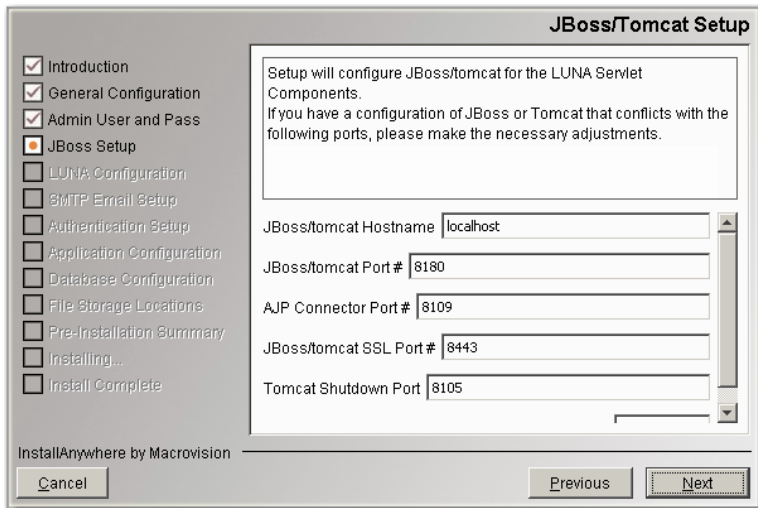 JBoss/Tomcat Setup
Introduction
General Configuration
Admin User and Pass
JBoss Setup
LUNA Configuration
SMTP Email Setup
Authentication Setup
Application Configuration
Database Configuration
File Storage Locations
Pre-Installation Summary
Installing...
Install Complete
Setup will configure JBoss/tomcat for the LUNA Servlet
Components.
If you have a configuration of JBoss or Tomcat that conflicts with the
following ports, please make the necessary adjustments.
JBoss/tomcat Hostname localhost
JBoss/tomcat Port # 8180
AJP Connector Port # 8109
JBoss/tomcat SSL Port # 8443
Tomcat Shutdown Port 8105
InstallAnywhere by Macrovision
Cancel
Previous
Next